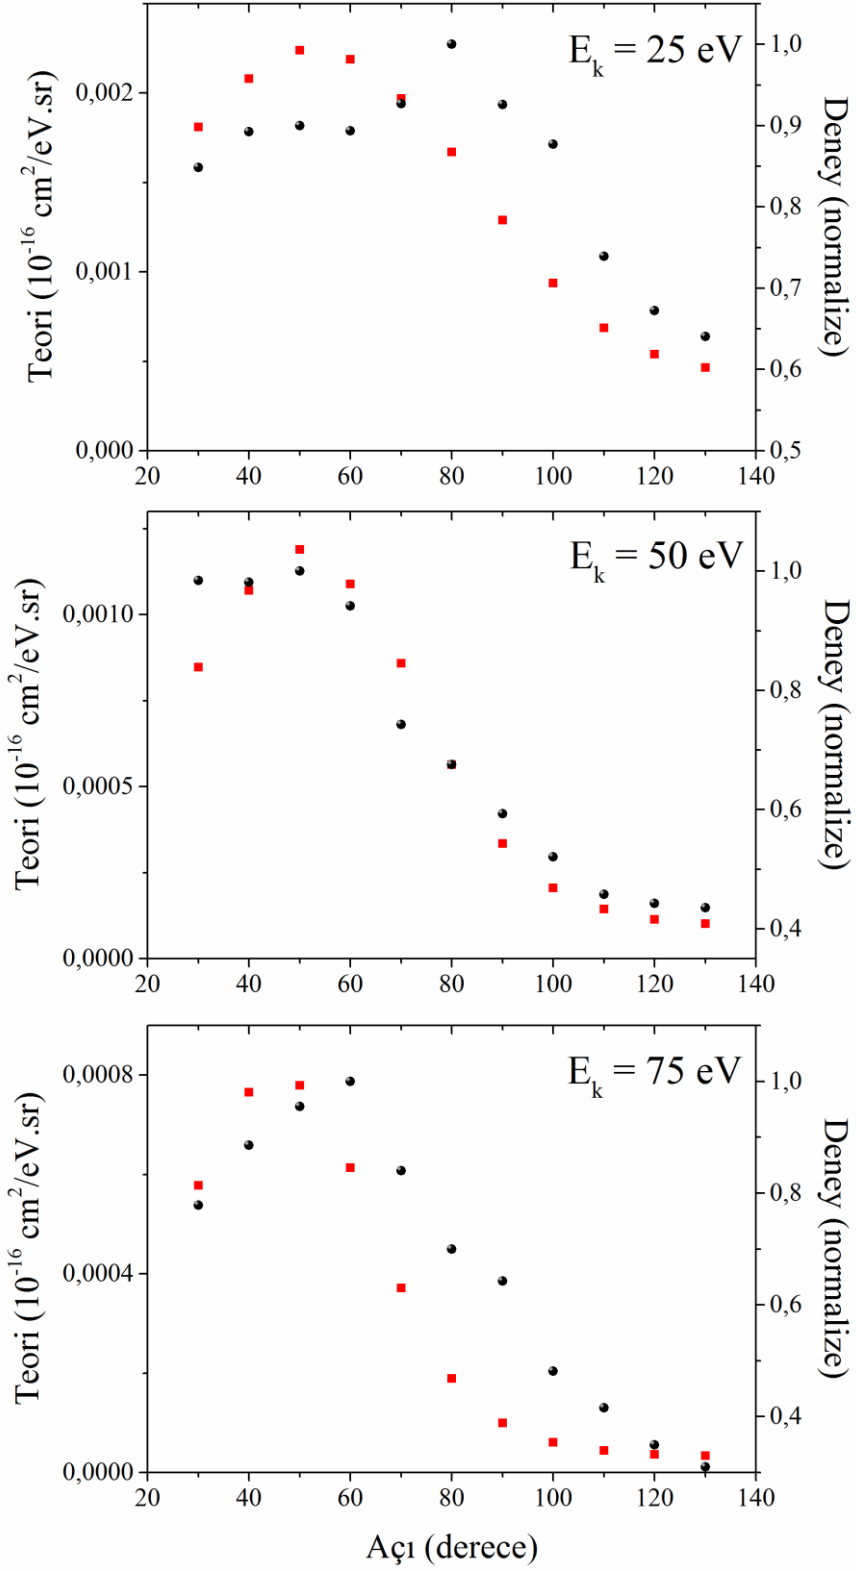 E_k = 25 eV
Teori (10^-16 cm^2/eV.sr)
0,002
0,001
0,000
Deney (normalize)
1,0
0,9
0,8
0,7
0,6
0,5
20 40 60 80 100 120 140
E_k = 50 eV
Teori (10^-16 cm^2/eV.sr)
0,0010
0,0005
0,0000
Deney (normalize)
1,0
0,8
0,6
0,4
20 40 60 80 100 120 140
E_k = 75 eV
Teori (10^-16 cm^2/eV.sr)
0,0008
0,0004
0,0000
Deney (normalize)
1,0
0,8
0,6
0,4
20 40 60 80 100 120 140
Açı (derece)